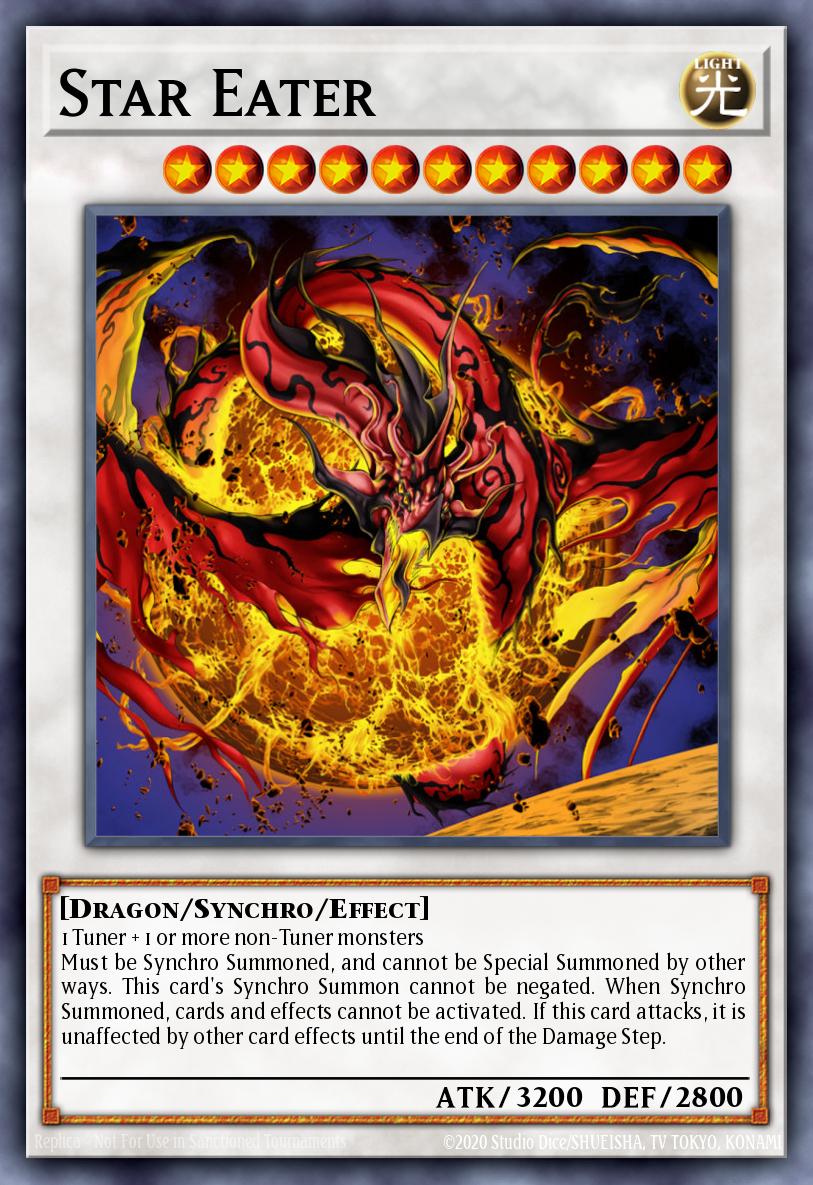 Star Eater
LIGHT
光
[Dragon/Synchro/Effect]
1 Tuner + 1 or more non-Tuner monsters
Must be Synchro Summoned, and cannot be Special Summoned by other
ways. This card's Synchro Summon cannot be negated. When Synchro
Summoned, cards and effects cannot be activated. If this card attacks, it is
unaffected by other card effects until the end of the Damage Step.
ATK/3200 DEF/2800
Replica - Not For Use in Sanctioned Tournaments
©2020 Studio Dice/SHUEISHA, TV TOKYO, KONAMI